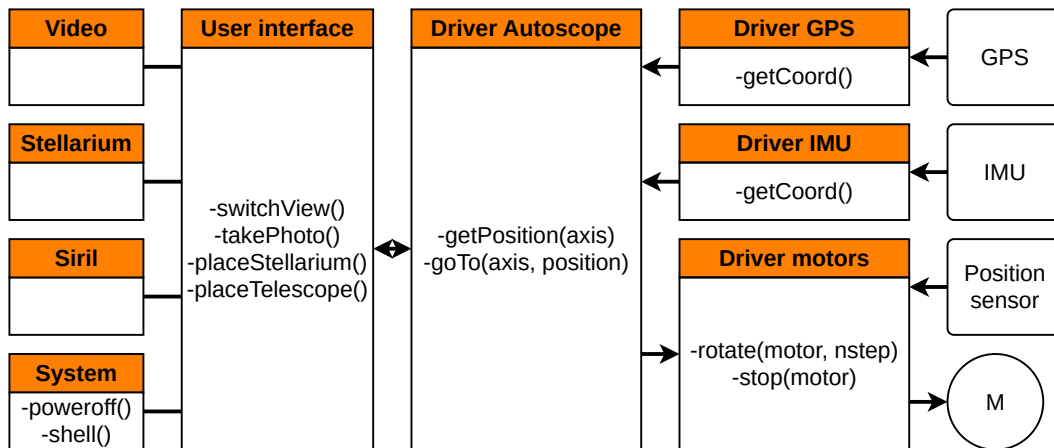 Video
Stellarium
Siril
System
-poweroff()
-shell()
User interface
-switchView()
-takePhoto()
-placeStellarium()
-placeTelescope()
Driver Autoscope
-getPosition(axis)
-goTo(axis, position)
Driver GPS
-getCoord()
Driver IMU
-getCoord()
Driver motors
-rotate(motor, nstep)
-stop(motor)
GPS
IMU
Position
sensor
M